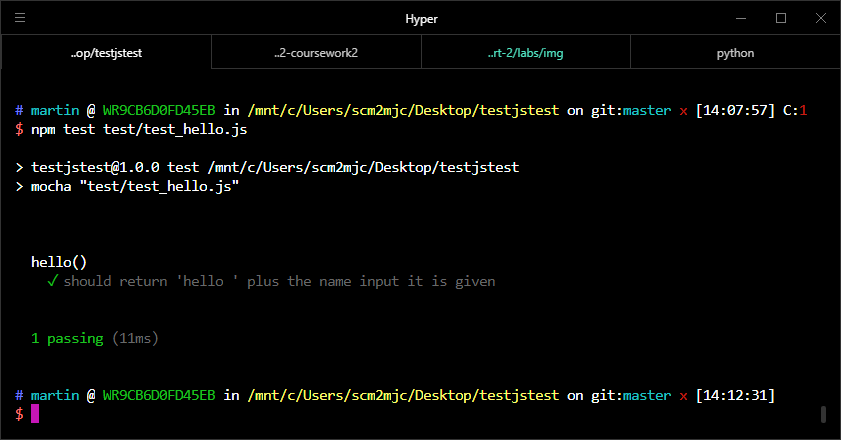 Hyper
..op/testjstest ..2-coursework2 ..rt-2/labs/img python
# martin @ WR9CB6D0FD45EB in /mnt/c/Users/scm2mjc/Desktop/testjstest on git:master x [14:07:57] C:1
$ npm test test/test_hello.js
> testjstest@1.0.0 test /mnt/c/Users/scm2mjc/Desktop/testjstest
> mocha "test/test_hello.js"
hello()
✓ should return 'hello ' plus the name input it is given
1 passing (11ms)
# martin @ WR9CB6D0FD45EB in /mnt/c/Users/scm2mjc/Desktop/testjstest on git:master x [14:12:31]
$